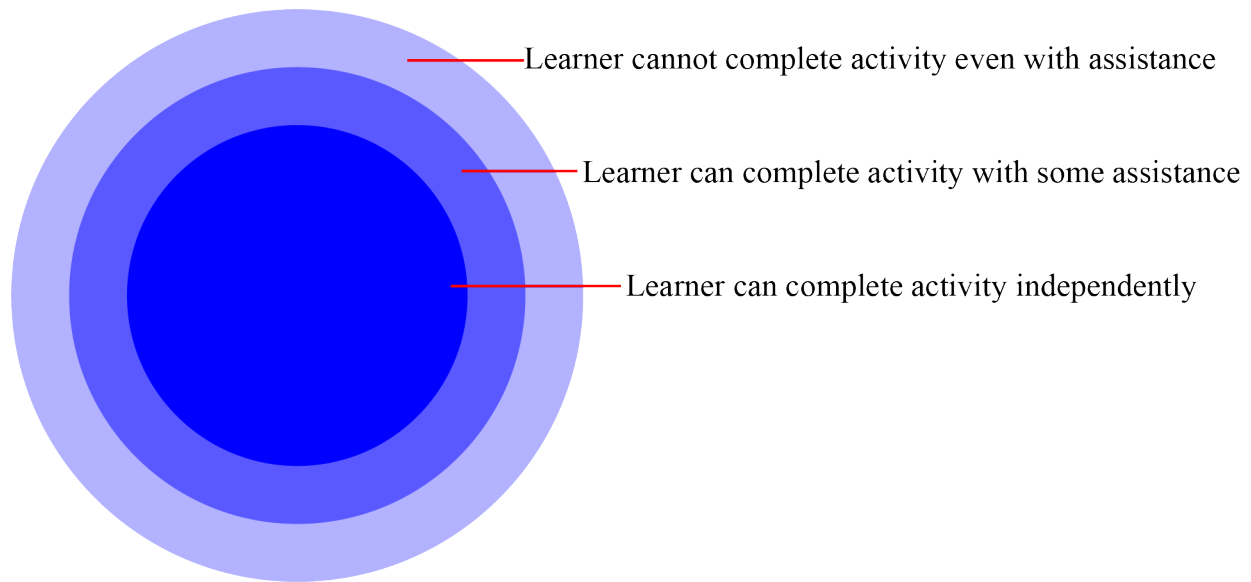 Learner cannot complete activity even with assistance
Learner can complete activity with some assistance
Learner can complete activity independently